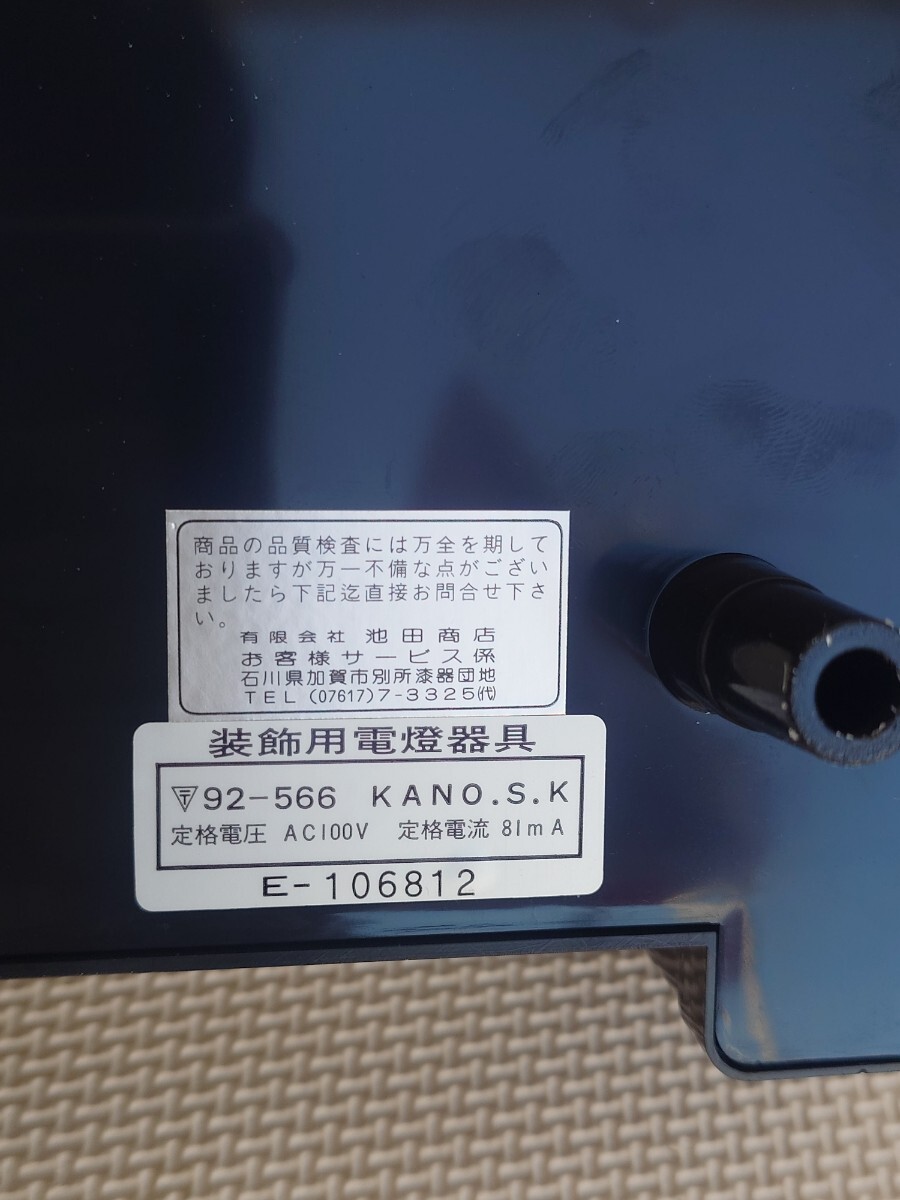 商品の品質検査には万全を期して
おりますが万一不備な点がござい
ましたら下記迄直接お問合せ下さ
い。
有限会社 池田商店
お客様サービス係
石川県加賀市別所漆器団地
TEL (07617)7-3325㈹
装飾用電燈器具
〒92-566 KANO.S.K
定格電圧 AC100V 定格電流 81mA
E-106812